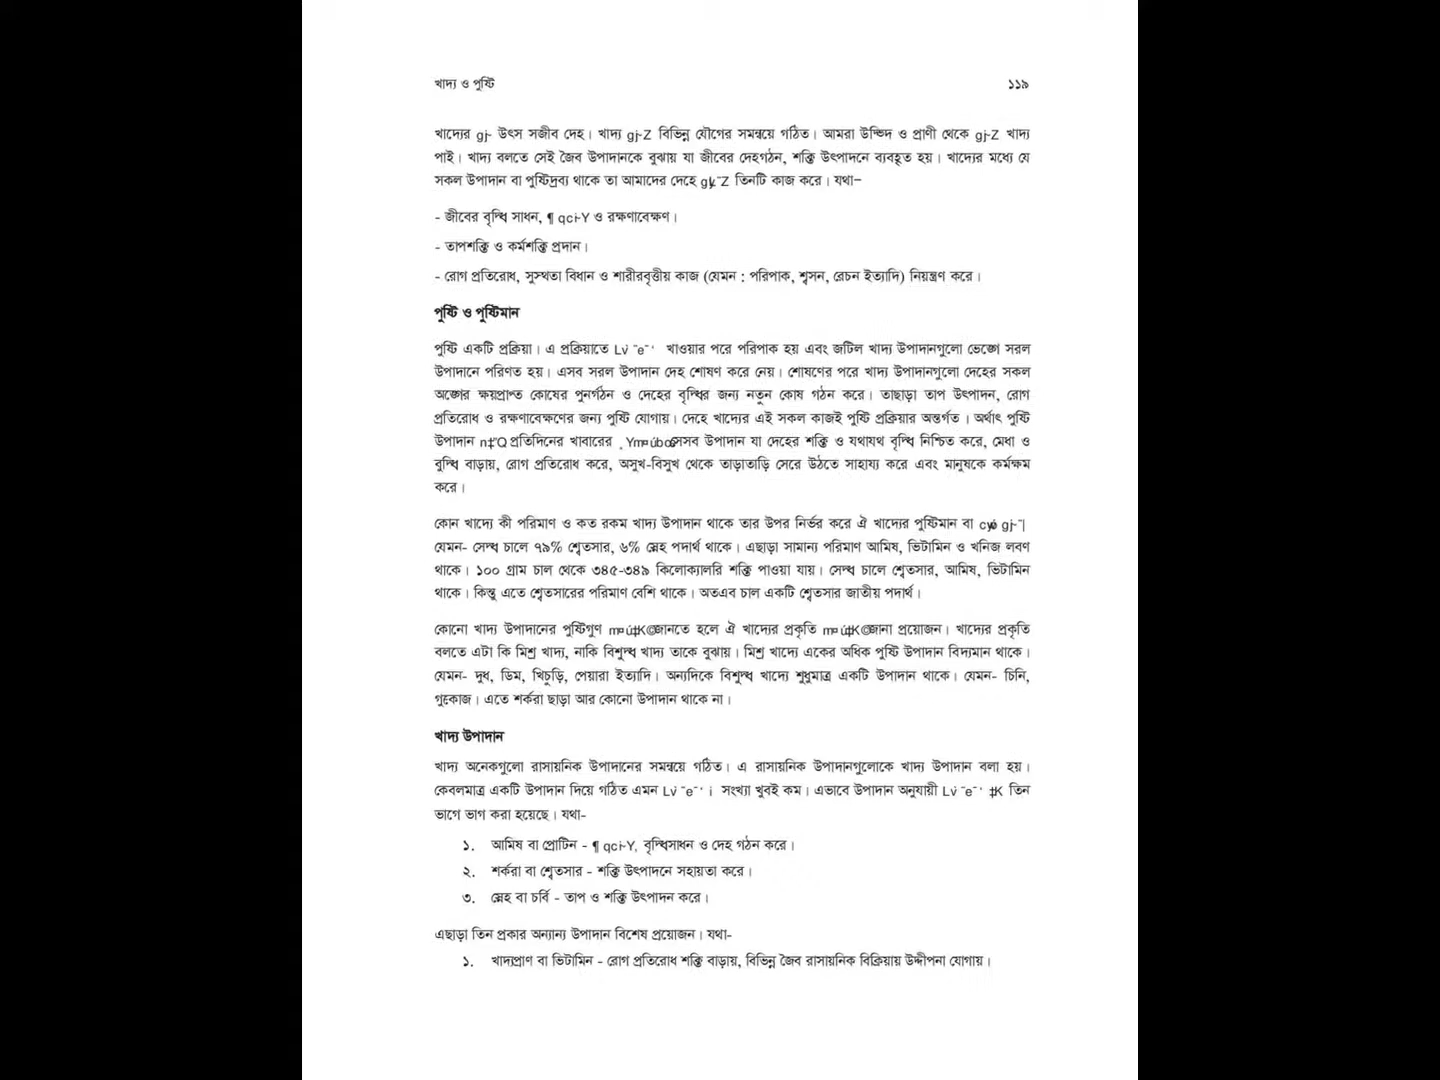 খাদ্য ও পুষ্টি ১১৯
খাদ্যের gj- উৎস সজীব দেহ। খাদ্য gj-Z বিভিন্ন যৌগের সমন্বয়ে গঠিত। আমরা উদ্ভিদ ও প্রাণী থেকে gj-Z খাদ্য
পাই। খাদ্য বলতে সেই জৈব উপাদানকে বুঝায় যা জীবের দেহগঠন, শক্তি উৎপাদনে ব্যবহৃত হয়। খাদ্যের মধ্যে যে
সকল উপাদান বা পুষ্টিদ্রব্য থাকে তা আমাদের দেহে তিনটি কাজ করে। যথা–
- জীবের বৃদ্ধি সাধন, ¶ qci-Y ও রক্ষণাবেক্ষণ।
- তাপশক্তি ও কর্মশক্তি প্রদান।
- রোগ প্রতিরোধ, সুস্থতা বিধান ও শারীরবৃত্তীয় কাজ (যেমন : পরিপাক, শ্বসন, রেচন ইত্যাদি) নিয়ন্ত্রণ করে।
পুষ্টি ও পুষ্টিমান
পুষ্টি একটি প্রক্রিয়া। এ প্রক্রিয়াতে খাওয়ার পরে পরিপাক হয় এবং জটিল খাদ্য উপাদানগুলো ভেঙ্গে সরল
উপাদানে পরিণত হয়। এসব সরল উপাদান দেহ শোষণ করে নেয়। শোষণের পরে খাদ্য উপাদানগুলো দেহের সকল
অঙ্গের ক্ষয়প্রাপ্ত কোষের পুনর্গঠন ও দেহের বৃদ্ধির জন্য নতুন কোষ গঠন করে। তাছাড়া তাপ উৎপাদন, রোগ
প্রতিরোধ ও রক্ষণাবেক্ষণের জন্য পুষ্টি যোগায়। দেহে খাদ্যের এই সকল কাজই পুষ্টি প্রক্রিয়ার অন্তর্গত। অর্থাৎ পুষ্টি
উপাদান প্রতিদিনের খাবারের উপাদান যা দেহের শক্তি ও যথাযথ বৃদ্ধি নিশ্চিত করে, মেধা ও
বুদ্ধি বাড়ায়, রোগ প্রতিরোধ করে, অসুখ-বিসুখ থেকে তাড়াতাড়ি সেরে উঠতে সাহায্য করে এবং মানুষকে কর্মক্ষম
করে।
কোন খাদ্যে কী পরিমাণ ও কত রকম খাদ্য উপাদান থাকে তার উপর নির্ভর করে ঐ খাদ্যের পুষ্টিমান বা
যেমন- সেদ্ধ চালে ৭৯% শ্বেতসার, ৬% স্নেহ পদার্থ থাকে। এছাড়া সামান্য পরিমাণ আমিষ, ভিটামিন ও খনিজ লবণ
থাকে। ১০০ গ্রাম চাল থেকে ৩৪৫-৩৪৯ কিলোক্যালরি শক্তি পাওয়া যায়। সেদ্ধ চালে শ্বেতসার, আমিষ, ভিটামিন
থাকে। কিন্তু এতে শ্বেতসারের পরিমাণ বেশি থাকে। অতএব চাল একটি শ্বেতসার জাতীয় পদার্থ।
কোনো খাদ্য উপাদানের পুষ্টিগুণ জানতে হলে ঐ খাদ্যের প্রকৃতি জানা প্রয়োজন। খাদ্যের প্রকৃতি
বলতে এটা কি মিশ্র খাদ্য, নাকি বিশুদ্ধ খাদ্য তাকে বুঝায়। মিশ্র খাদ্যে একের অধিক পুষ্টি উপাদান বিদ্যমান থাকে।
যেমন- দুধ, ডিম, খিচুড়ি, পেয়ারা ইত্যাদি। অন্যদিকে বিশুদ্ধ খাদ্যে শুধুমাত্র একটি উপাদান থাকে। যেমন- চিনি,
গ্লুকোজ। এতে শর্করা ছাড়া আর কোনো উপাদান থাকে না।
খাদ্য উপাদান
খাদ্য অনেকগুলো রাসায়নিক উপাদানের সমন্বয়ে গঠিত। এ রাসায়নিক উপাদানগুলোকে খাদ্য উপাদান বলা হয়।
কেবলমাত্র একটি উপাদান দিয়ে গঠিত এমন সংখ্যা খুবই কম। এভাবে উপাদান অনুযায়ী তিন
ভাগে ভাগ করা হয়েছে। যথা-
১. আমিষ বা প্রোটিন - ¶ qci-Y, বৃদ্ধিসাধন ও দেহ গঠন করে।
২. শর্করা বা শ্বেতসার - শক্তি উৎপাদনে সহায়তা করে।
৩. স্নেহ বা চর্বি - তাপ ও শক্তি উৎপাদন করে।
এছাড়া তিন প্রকার অন্যান্য উপাদান বিশেষ প্রয়োজন। যথা-
১. খাদ্যপ্রাণ বা ভিটামিন - রোগ প্রতিরোধ শক্তি বাড়ায়, বিভিন্ন জৈব রাসায়নিক বিক্রিয়ায় উদ্দীপনা যোগায়।